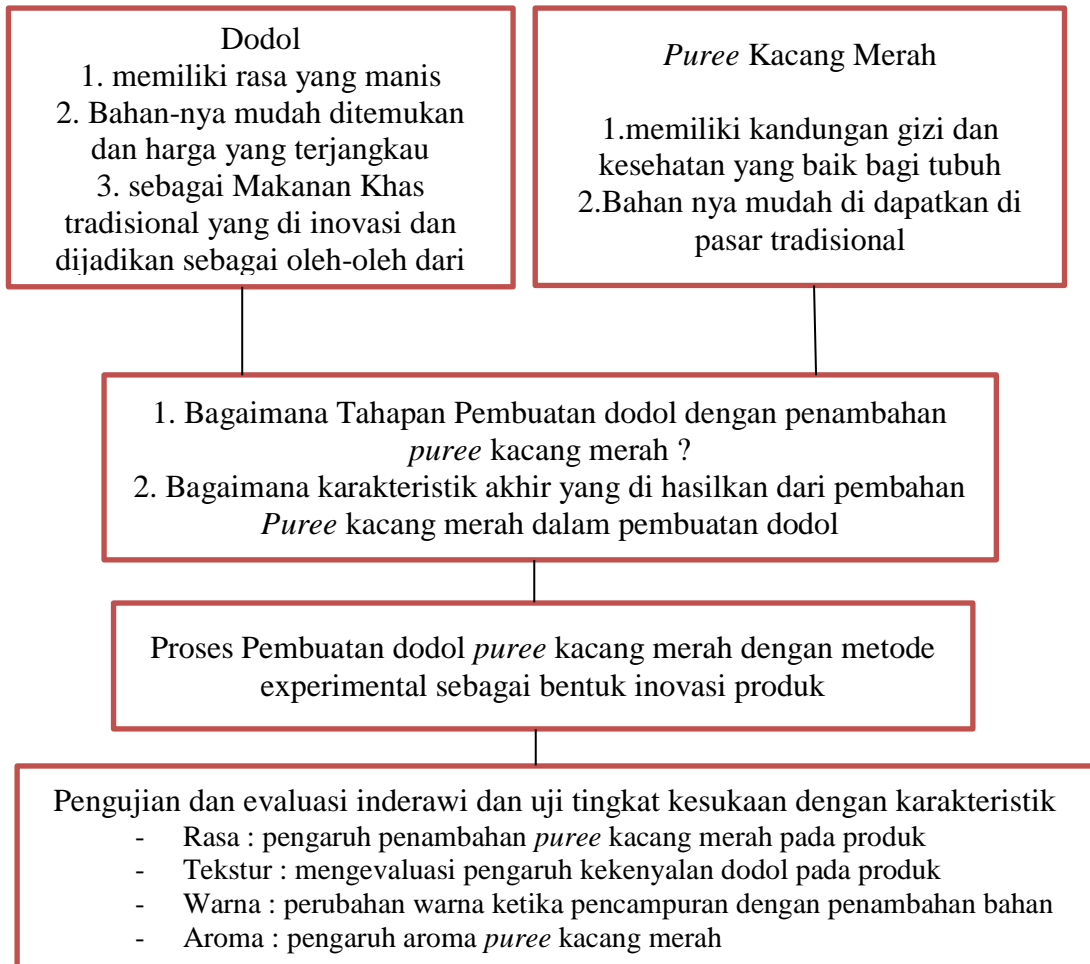 Dodol
1. memiliki rasa yang manis
2. Bahan-nya mudah ditemukan
dan harga yang terjangkau
3. sebagai Makanan Khas
tradisional yang di inovasi dan
dijadikan sebagai oleh-oleh dari
Puree Kacang Merah
1.memiliki kandungan gizi dan
kesehatan yang baik bagi tubuh
2.Bahan nya mudah di dapatkan di
pasar tradisional
1. Bagaimana Tahapan Pembuatan dodol dengan penambahan
puree kacang merah ?
2. Bagaimana karakteristik akhir yang di hasilkan dari pembahan
Puree kacang merah dalam pembuatan dodol
Proses Pembuatan dodol puree kacang merah dengan metode
experimental sebagai bentuk inovasi produk
Pengujian dan evaluasi inderawi dan uji tingkat kesukaan dengan karakteristik
- Rasa : pengaruh penambahan puree kacang merah pada produk
- Tekstur : mengevaluasi pengaruh kekenyalan dodol pada produk
- Warna : perubahan warna ketika pencampuran dengan penambahan bahan
- Aroma : pengaruh aroma puree kacang merah